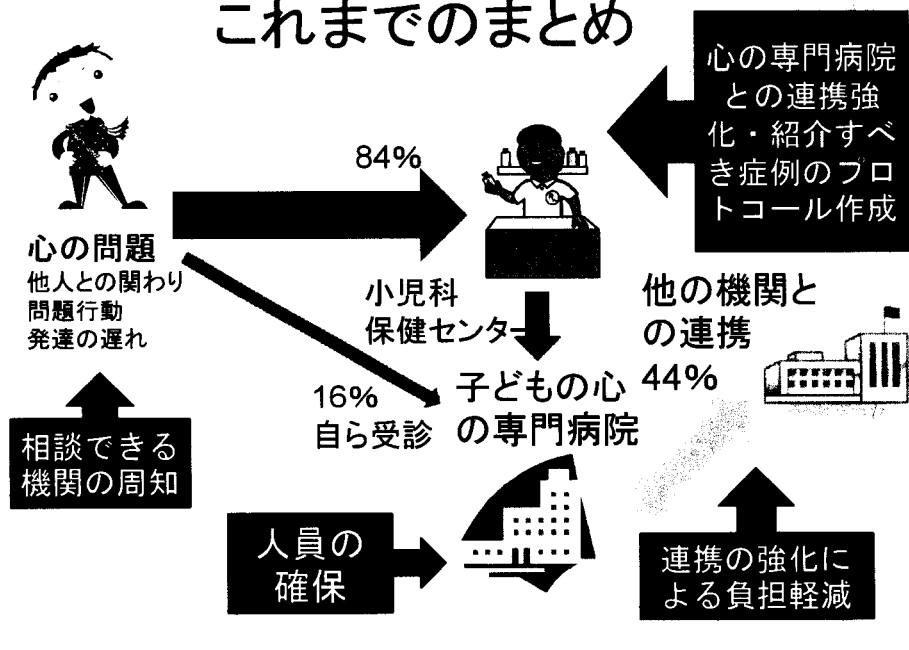 これまでのまとめ
心の専門病院
との連携強
化・紹介すべ
き症例のプロ
トコール作成
84%
心の問題
他人との関わり
問題行動
発達の遅れ
小児科
保健センター
他の機関と
の連携
44%
16%
自ら受診
子どもの心
の専門病院
相談できる
機関の周知
人員の
確保
連携の強化に
よる負担軽減